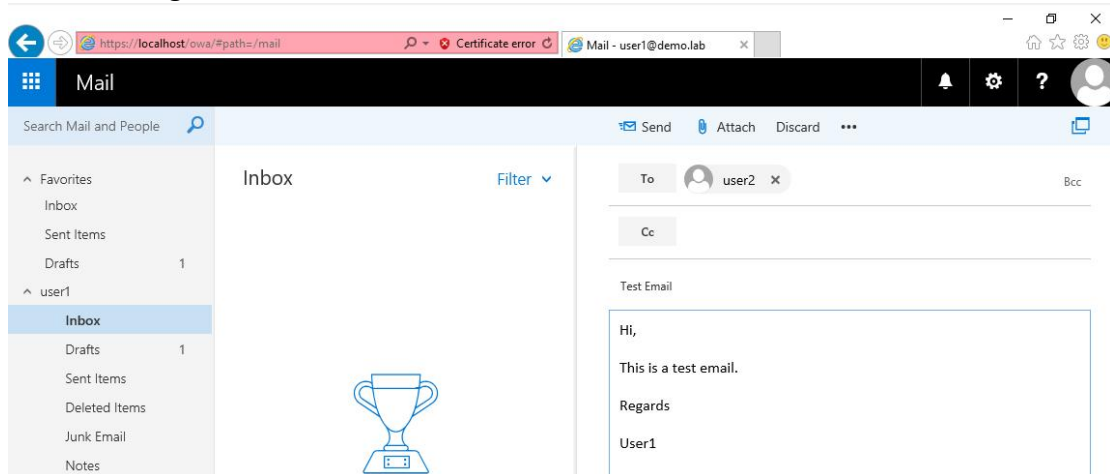 https://localhost/owa/#path=/mail
Certificate error
Mail - user1@demo.lab
Mail
?
Search Mail and People
Send
Attach
Discard
•••
Favorites
Inbox
Sent Items
Drafts 1
user1
Inbox
Drafts 1
Sent Items
Deleted Items
Junk Email
Notes
Inbox
Filter
To user2 Bcc
Cc
Test Email
Hi,
This is a test email.
Regards
User1